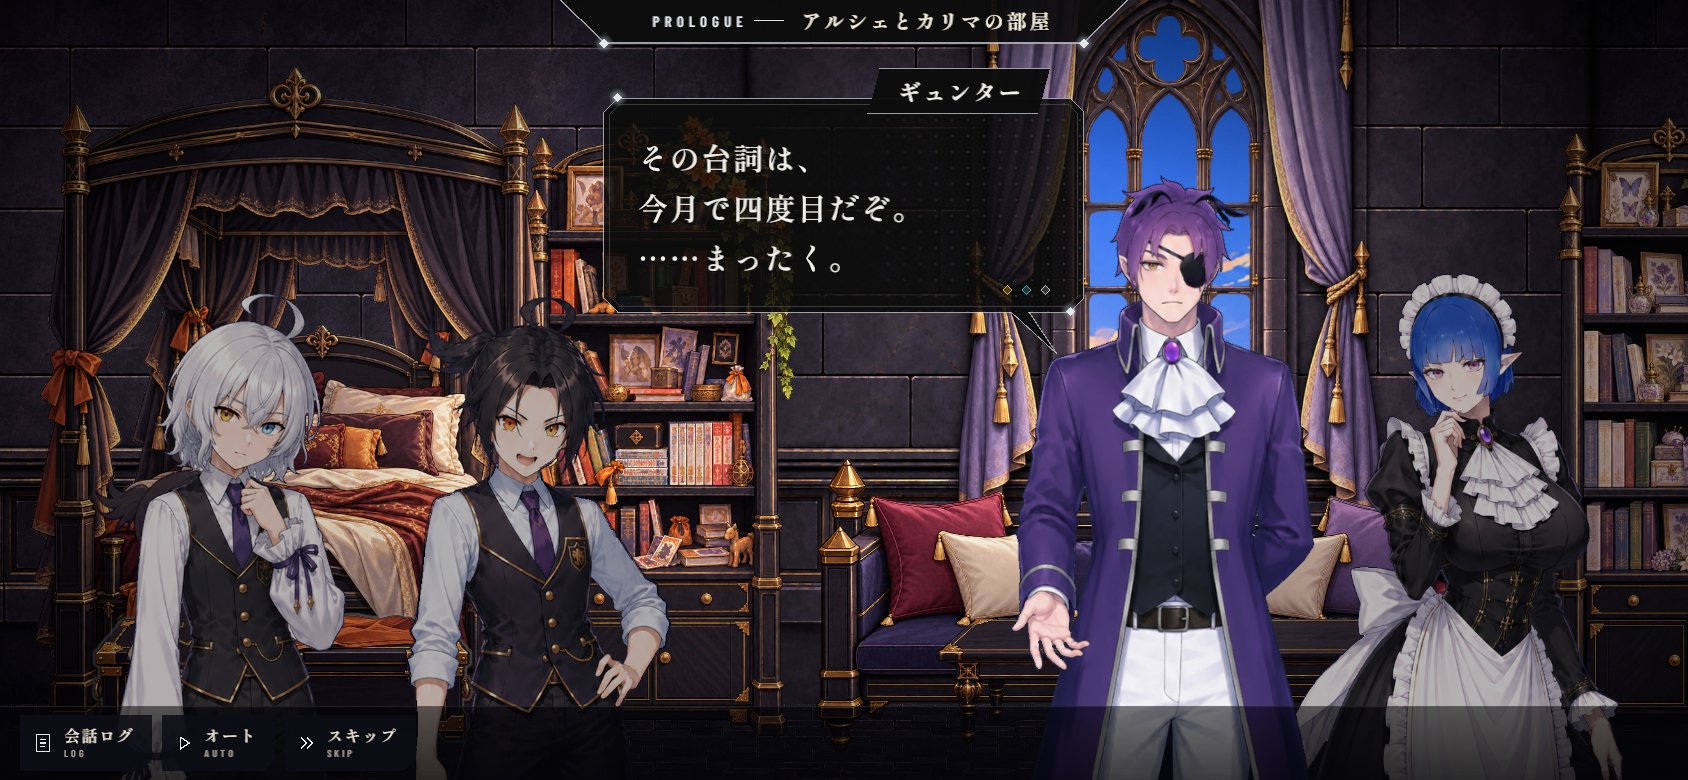 PROLOGUE — アルシェとカリマの部屋
ギュンター
その台詞は、
今月で四度目だぞ。
……まったく。
会話ログ
LOG
オート
AUTO
スキップ
SKIP